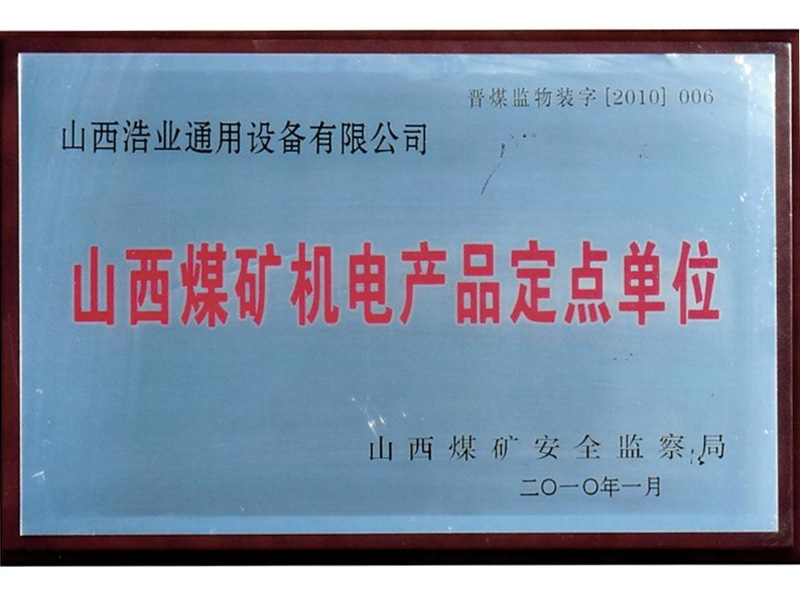 晋煤监物装字[2010] 006
山西浩业通用设备有限公司
山西煤矿机电产品定点单位
山西煤矿安全监察局
二〇一〇年一月